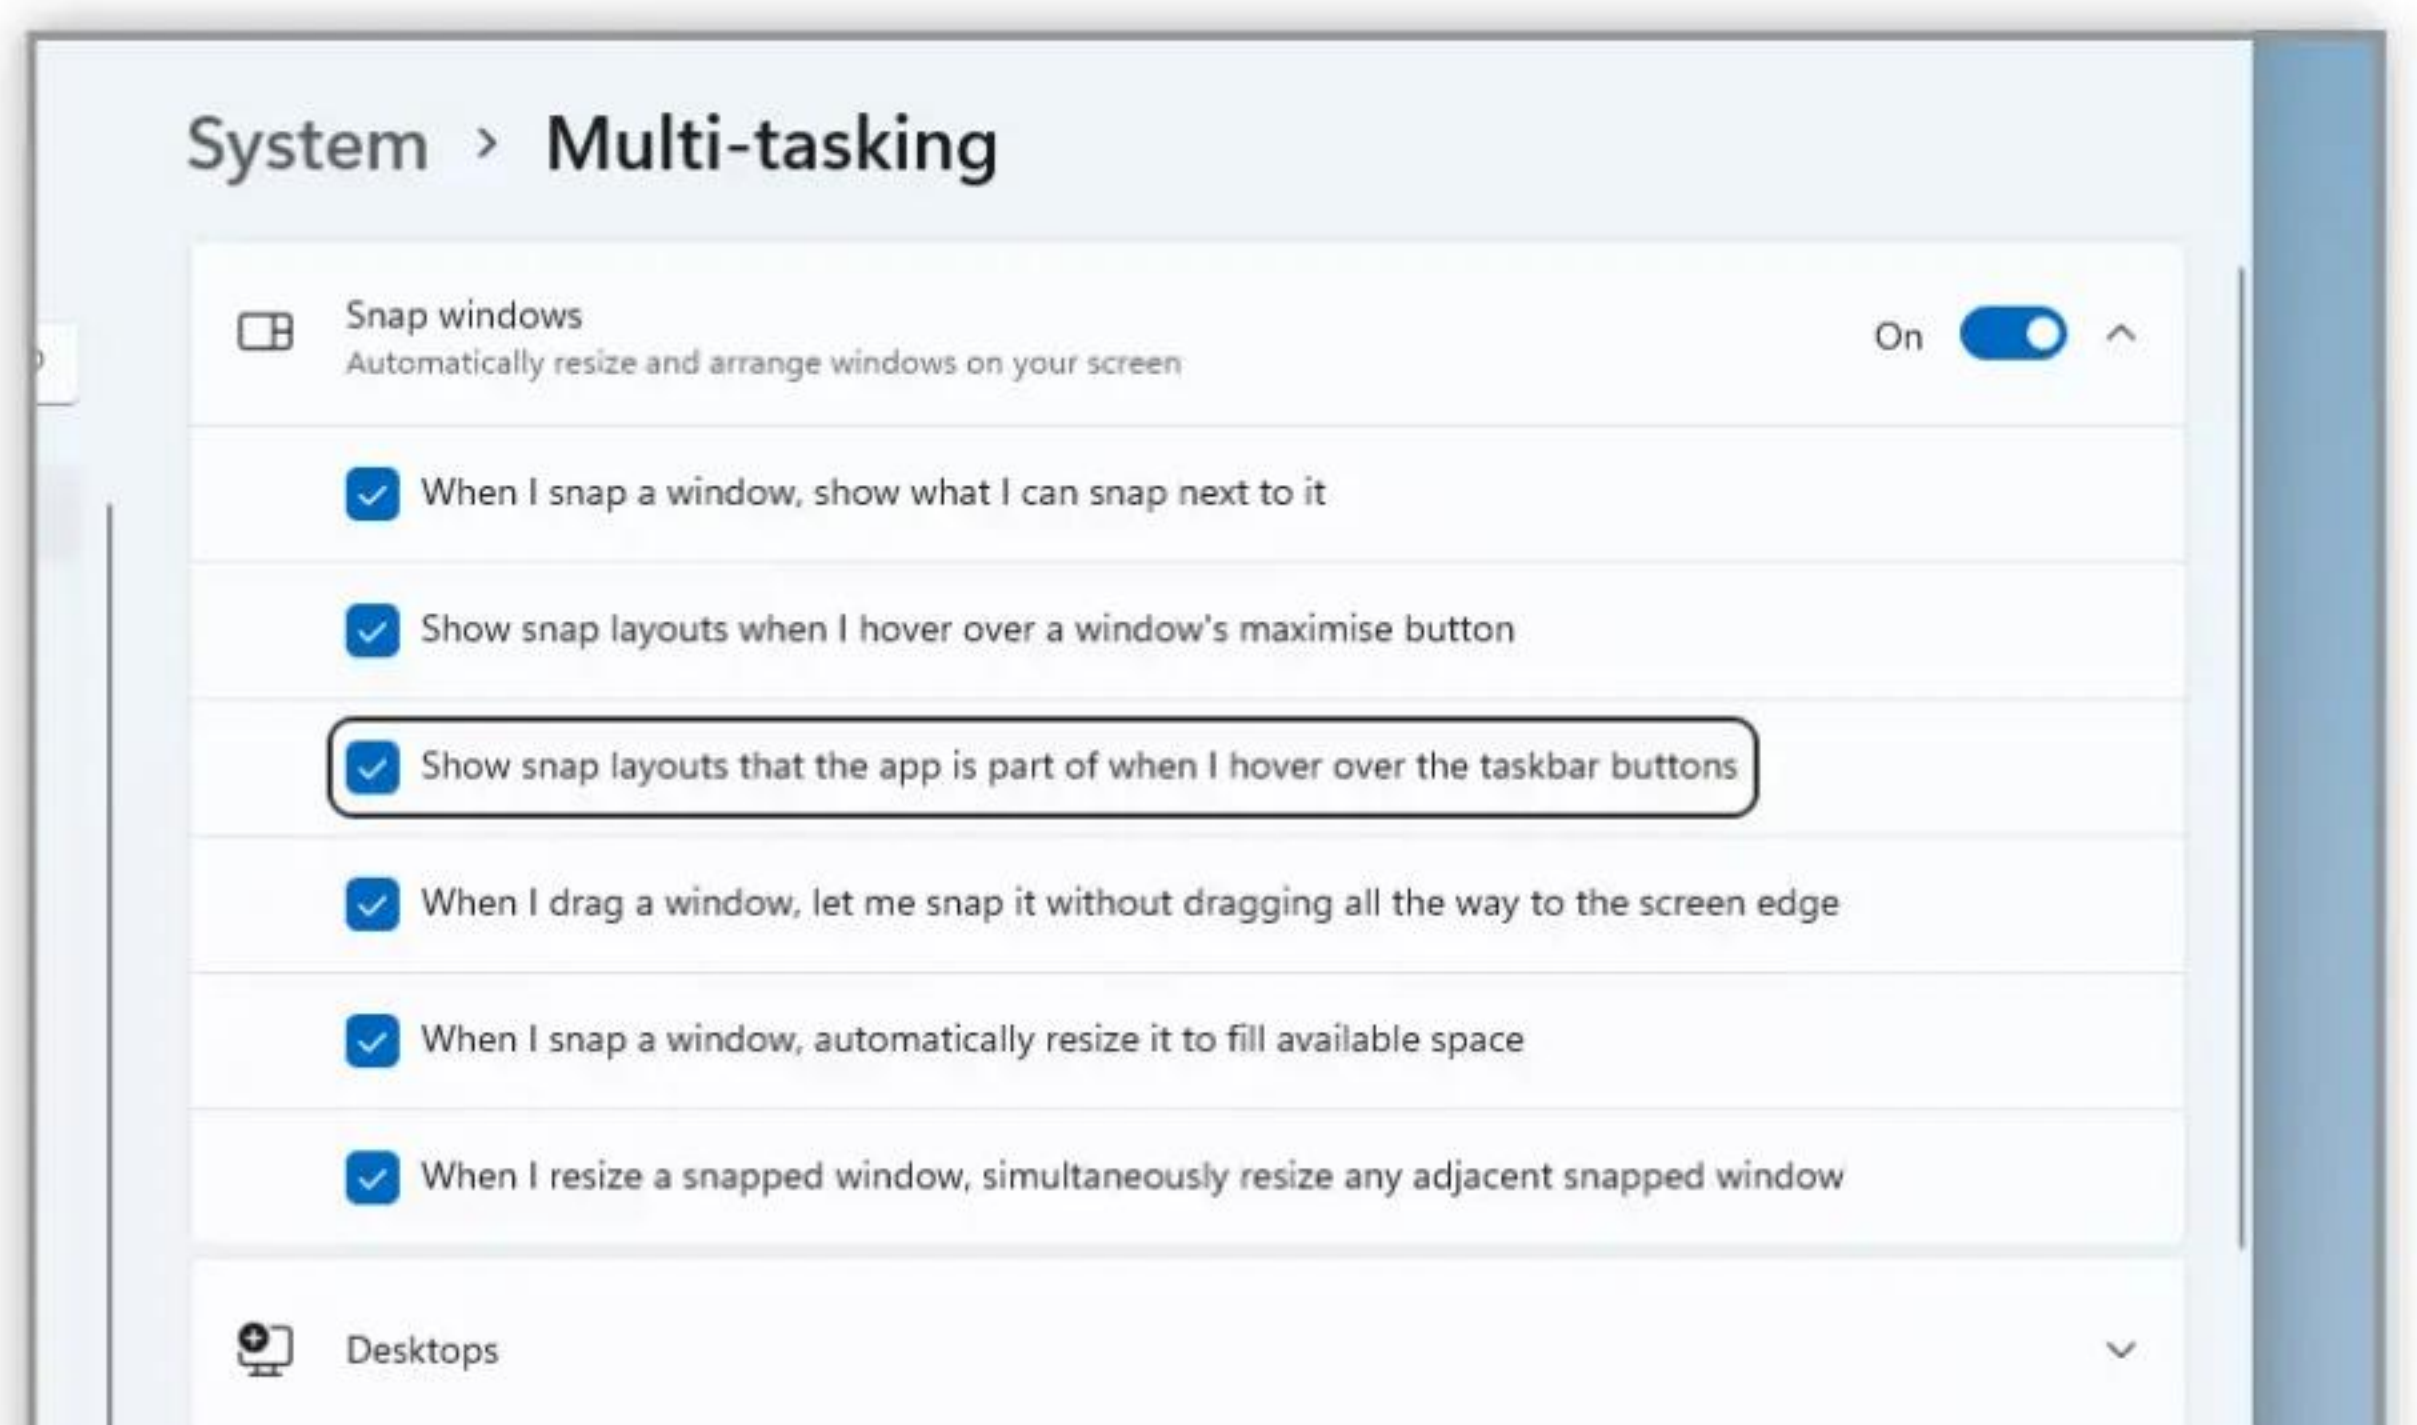 System > Multi-tasking
Snap windows
Automatically resize and arrange windows on your screen
On
When I snap a window, show what I can snap next to it
Show snap layouts when I hover over a window's maximise button
Show snap layouts that the app is part of when I hover over the taskbar buttons
When I drag a window, let me snap it without dragging all the way to the screen edge
When I snap a window, automatically resize it to fill available space
When I resize a snapped window, simultaneously resize any adjacent snapped window
Desktops